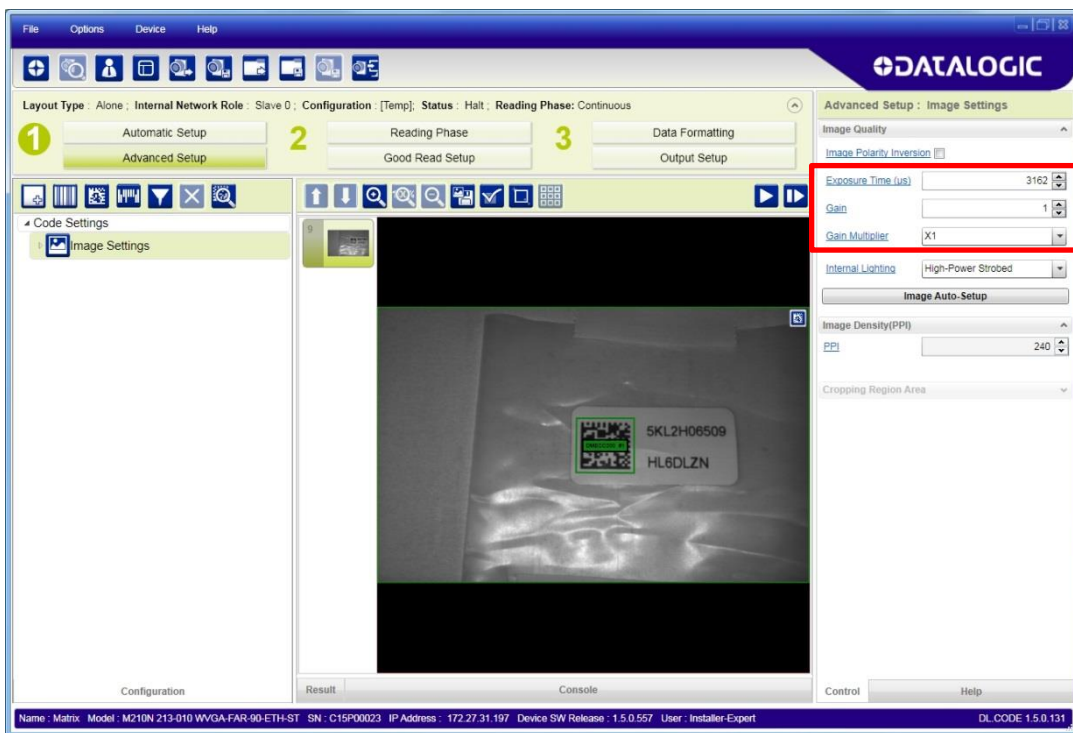 File Options Device Help
DATALOGIC
Layout Type : Alone ; Internal Network Role : Slave 0 ; Configuration : [Temp]; Status : Halt ; Reading Phase: Continuous
1 Automatic Setup 2 Reading Phase 3 Data Formatting
Advanced Setup Good Read Setup Output Setup
Advanced Setup : Image Settings
Image Quality
Image Polarity Inversion
Exposure Time (us) 3162
Gain 1
Gain Multiplier X1
Internal Lighting High-Power Strobed
Image Auto-Setup
Image Density(PPI)
PPI 240
Cropping Region Area
Code Settings
Image Settings
9
5KL2H06509
HL6DLZN
Configuration Result Console Control Help
Name : Matrix Model : M210N 213-010 WVGA-FAR-90-ETH-ST SN : C15P00023 IP Address : 172.27.31.197 Device SW Release : 1.5.0.557 User : Installer-Expert DL.CODE 1.5.0.131